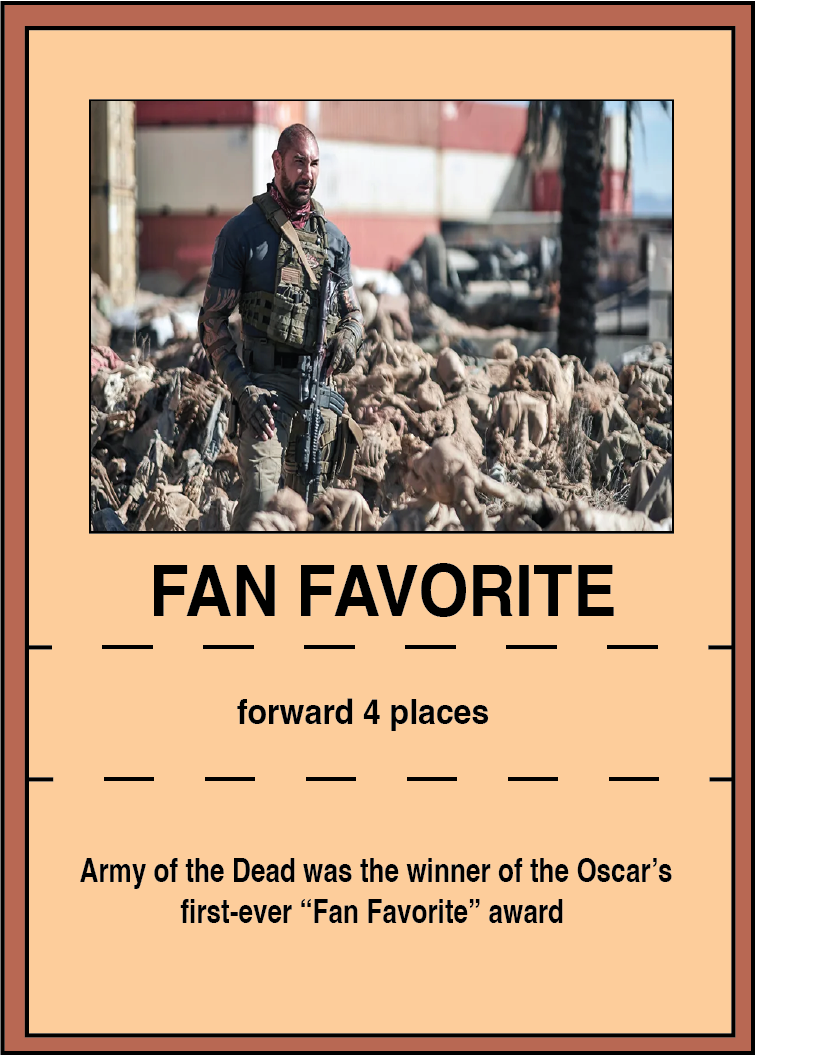 FAN FAVORITE
forward 4 places
Army of the Dead was the winner of the Oscar’s
first-ever “Fan Favorite” award